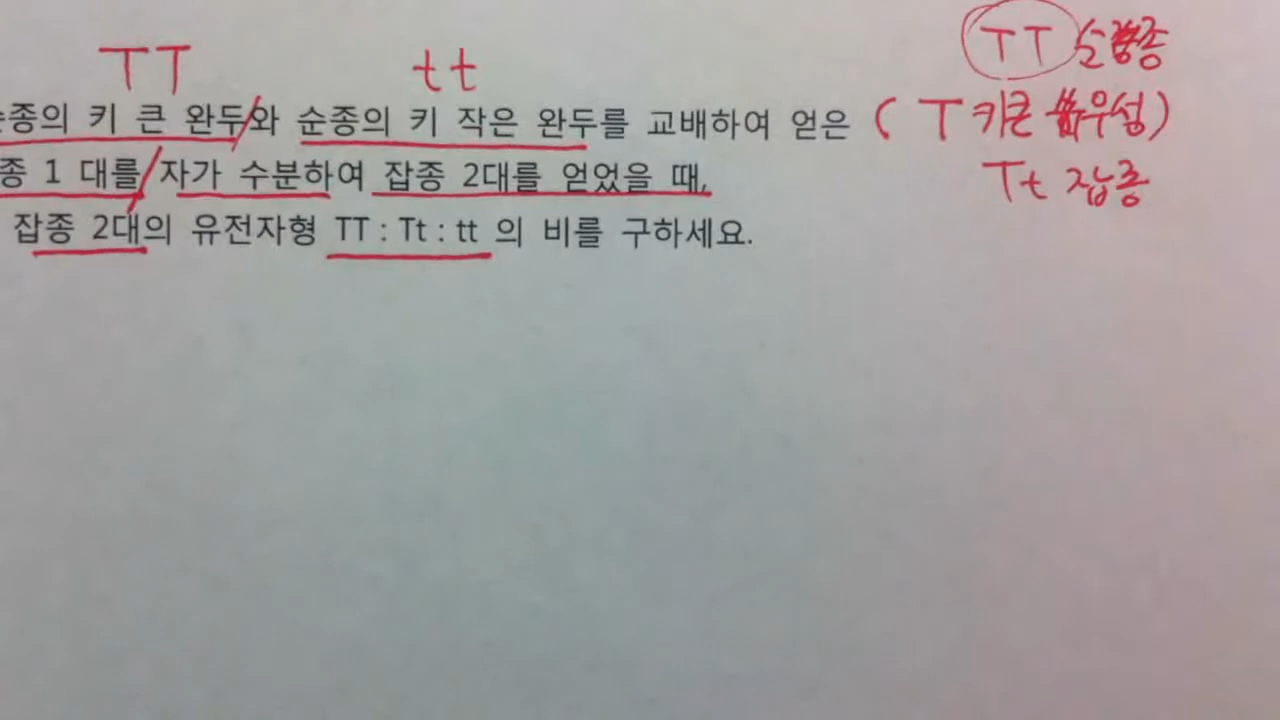 TT tt TT 순종
종의 키 큰 완두와 순종의 키 작은 완두를 교배하여 얻은 ( T 키큰 우성)
종 1 대를 자가 수분하여 잡종 2대를 얻었을 때, Tt 잡종
잡종 2대의 유전자형 TT : Tt : tt 의 비를 구하세요.